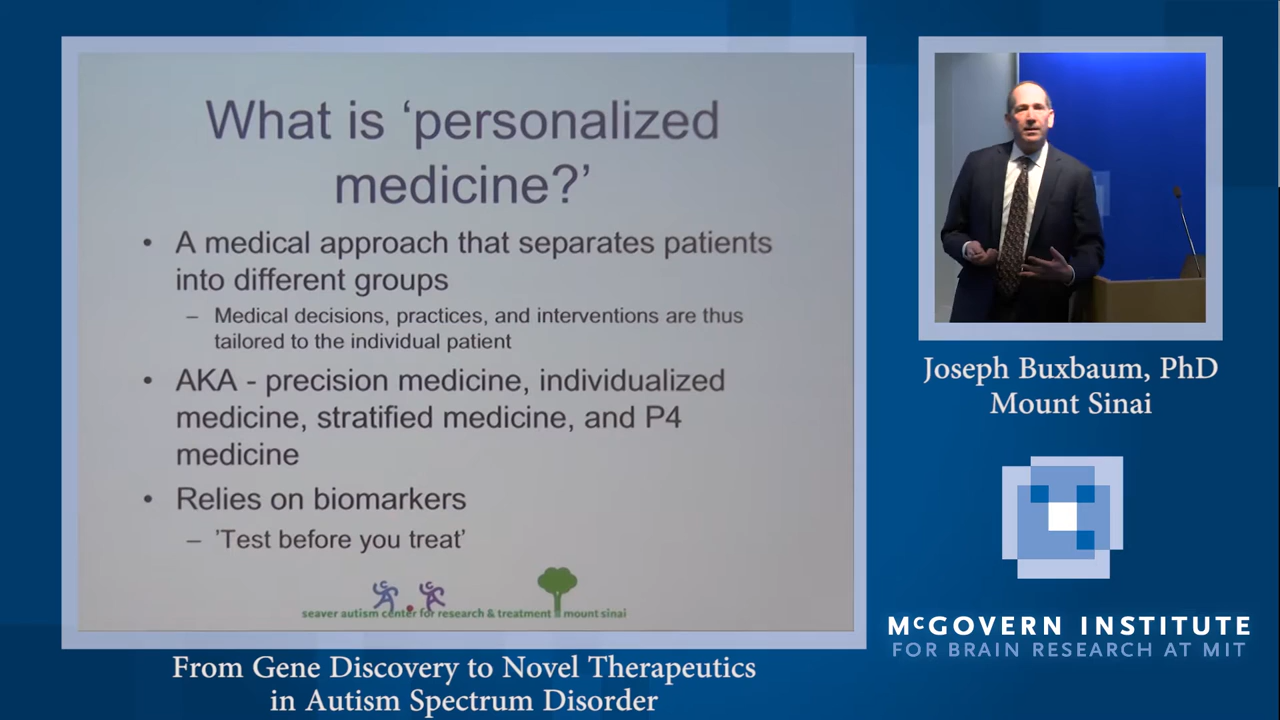 What is ‘personalized
medicine?’
• A medical approach that separates patients
into different groups
– Medical decisions, practices, and interventions are thus
tailored to the individual patient
• AKA - precision medicine, individualized
medicine, stratified medicine, and P4
medicine
• Relies on biomarkers
– ’Test before you treat’
seaver autism center for research & treatment mount sinai
From Gene Discovery to Novel Therapeutics
in Autism Spectrum Disorder
Joseph Buxbaum, PhD
Mount Sinai
McGOVERN INSTITUTE
FOR BRAIN RESEARCH AT MIT